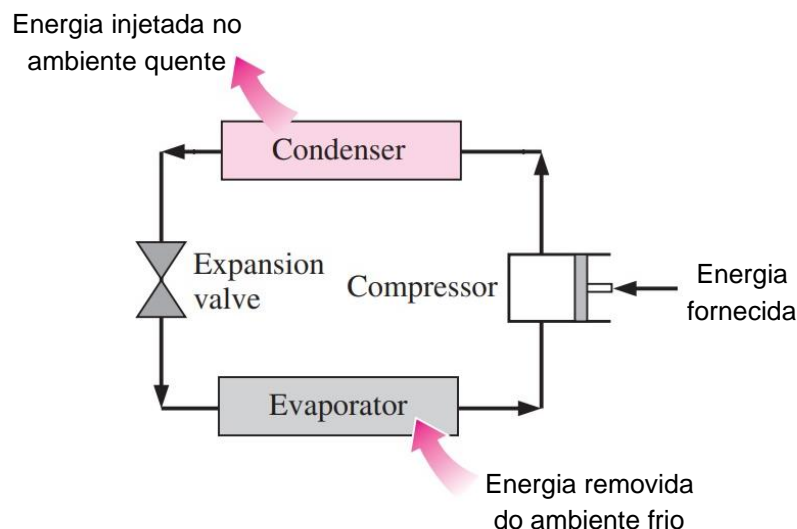 Energia injetada no
ambiente quente
Condenser
Expansion
valve
Compressor
Energia
fornecida
Evaporator
Energia removida
do ambiente frio